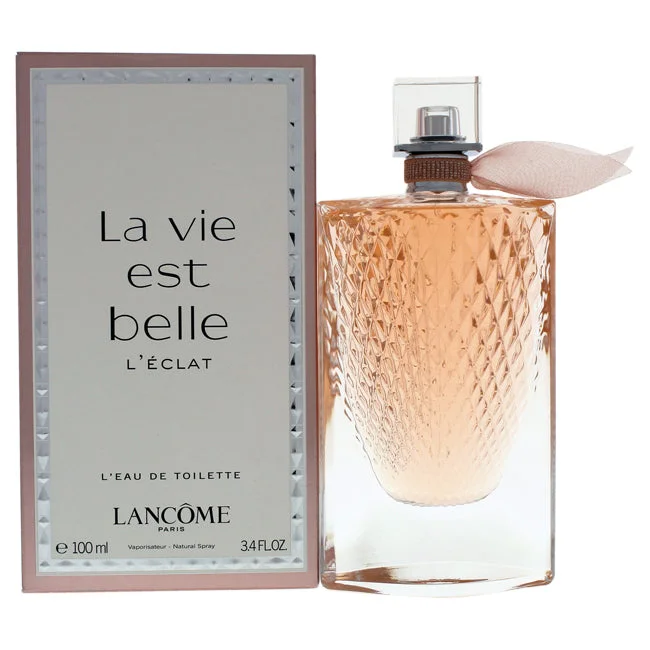 La vie
est
belle
L'ÉCLAT
L'EAU DE TOILETTE
LANCÔME
PARIS
℮ 100 ml Vaporisateur - Natural Spray 3.4 FL.OZ.